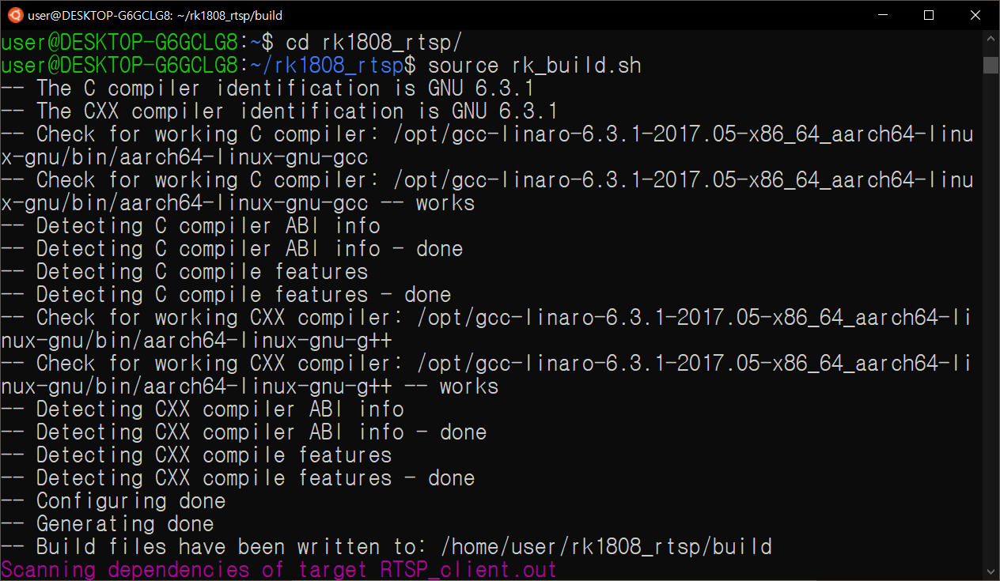 user@DESKTOP-G6GCLG8: ~/rk1808_rtsp/build
user@DESKTOP-G6GCLG8:~$ cd rk1808_rtsp/
user@DESKTOP-G6GCLG8:~/rk1808_rtsp$ source rk_build.sh
-- The C compiler identification is GNU 6.3.1
-- The CXX compiler identification is GNU 6.3.1
-- Check for working C compiler: /opt/gcc-linaro-6.3.1-2017.05-x86_64_aarch64-linu
x-gnu/bin/aarch64-linux-gnu-gcc
-- Check for working C compiler: /opt/gcc-linaro-6.3.1-2017.05-x86_64_aarch64-linu
x-gnu/bin/aarch64-linux-gnu-gcc -- works
-- Detecting C compiler ABI info
-- Detecting C compiler ABI info - done
-- Detecting C compile features
-- Detecting C compile features - done
-- Check for working CXX compiler: /opt/gcc-linaro-6.3.1-2017.05-x86_64_aarch64-li
nux-gnu/bin/aarch64-linux-gnu-g++
-- Check for working CXX compiler: /opt/gcc-linaro-6.3.1-2017.05-x86_64_aarch64-li
nux-gnu/bin/aarch64-linux-gnu-g++ -- works
-- Detecting CXX compiler ABI info
-- Detecting CXX compiler ABI info - done
-- Detecting CXX compile features
-- Detecting CXX compile features - done
-- Configuring done
-- Generating done
-- Build files have been written to: /home/user/rk1808_rtsp/build
Scanning dependencies of target RTSP_client.out